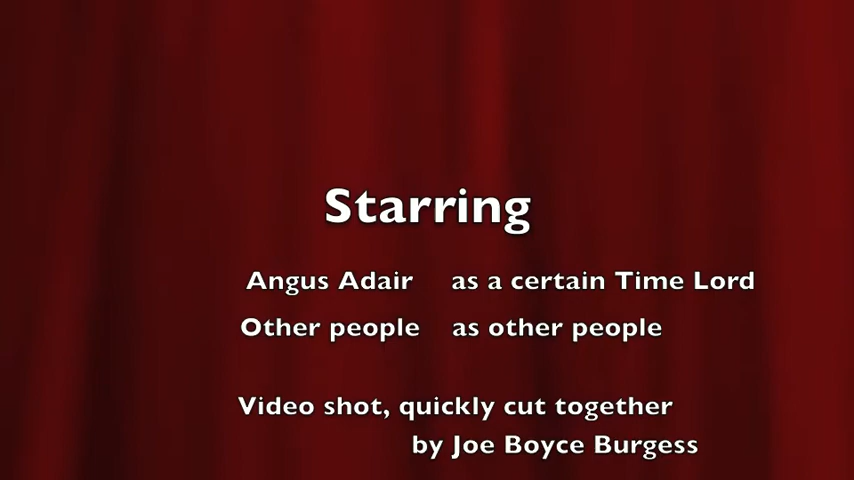 Starring
Angus Adair as a certain Time Lord
Other people as other people
Video shot, quickly cut together
by Joe Boyce Burgess